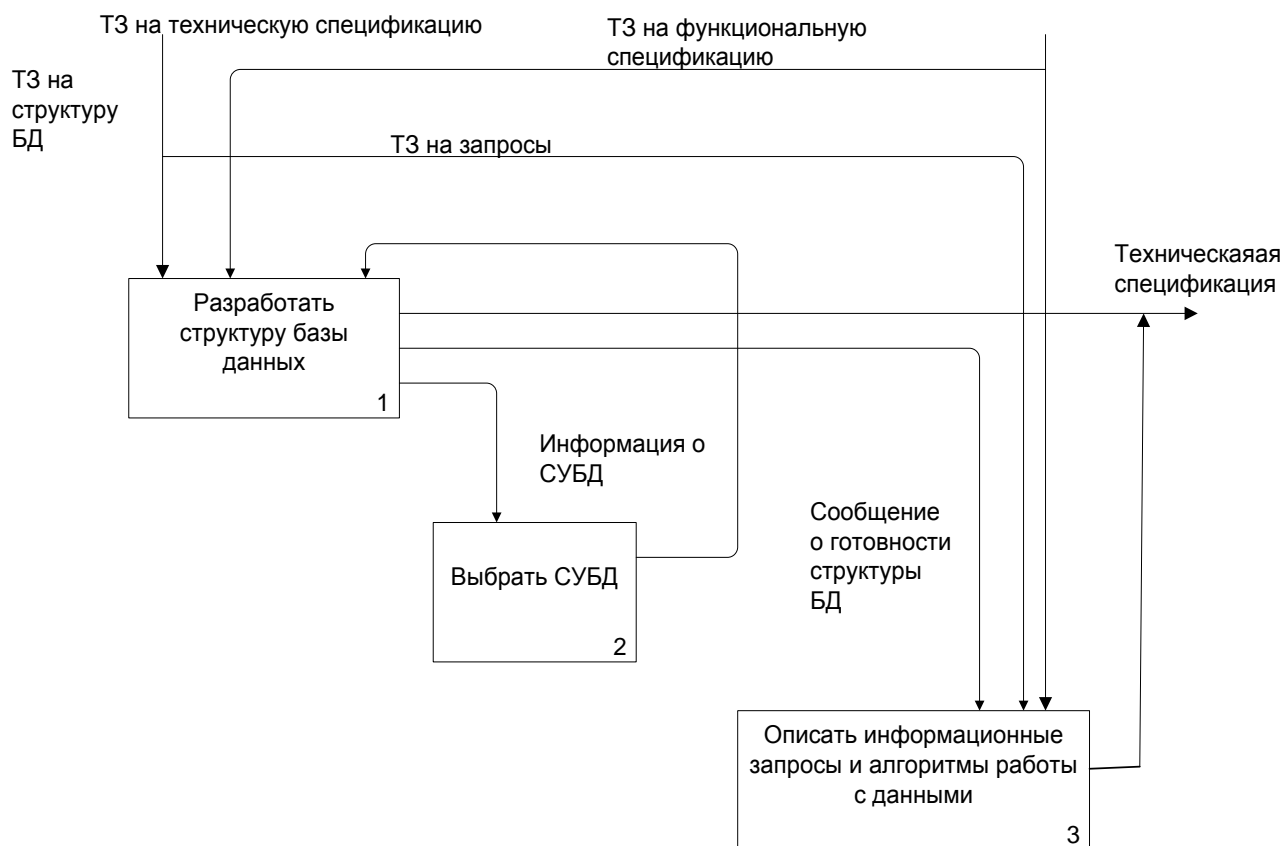 ТЗ на техническую спецификацию
ТЗ на функциональную
спецификацию
ТЗ на
структуру
БД
ТЗ на запросы
Техническаяая
спецификация
Разработать
структуру базы
данных
1
Информация о
СУБД
Сообщение
о готовности
структуры
БД
Выбрать СУБД
2
Описать информационные
запросы и алгоритмы работы
с данными
3